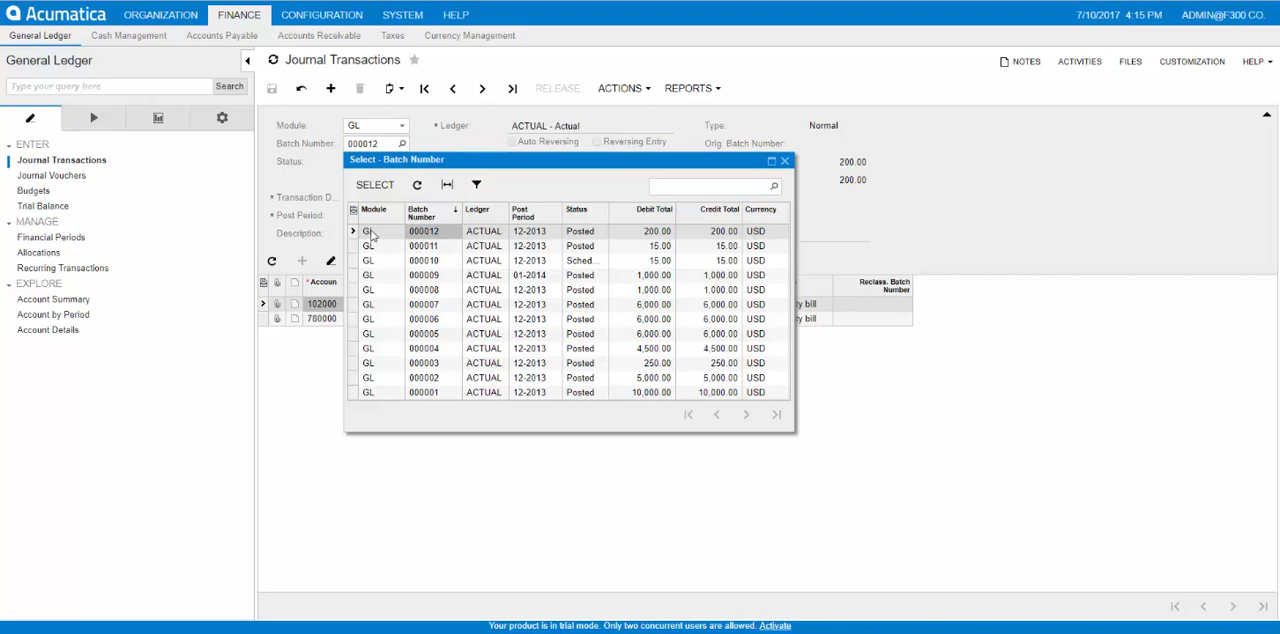 Acumatica ORGANIZATION FINANCE CONFIGURATION SYSTEM HELP 7/10/2017 4:15 PM ADMIN@F300 CO.
General Ledger Cash Management Accounts Payable Accounts Receivable Taxes Currency Management
General Ledger
Type your query here Search
ENTER
Journal Transactions
Journal Vouchers
Budgets
Trial Balance
MANAGE
Financial Periods
Allocations
Recurring Transactions
EXPLORE
Account Summary
Account by Period
Account Details
Journal Transactions NOTES ACTIVITIES FILES CUSTOMIZATION HELP
RELEASE ACTIONS REPORTS
Module: GL * Ledger: ACTUAL - Actual Type: Normal
Batch Number: 000012 Auto Reversing Reversing Entry Orig. Batch Number:
Status: 200.00
200.00
* Transaction D...
* Post Period:
Description:
Select - Batch Number
SELECT
Module Batch Number Ledger Post Period Status Debit Total Credit Total Currency
GL 000012 ACTUAL 12-2013 Posted 200.00 200.00 USD
GL 000011 ACTUAL 12-2013 Posted 15.00 15.00 USD
GL 000010 ACTUAL 12-2013 Sched... 15.00 15.00 USD
GL 000009 ACTUAL 01-2014 Posted 1,000.00 1,000.00 USD
GL 000008 ACTUAL 12-2013 Posted 1,000.00 1,000.00 USD
GL 000007 ACTUAL 12-2013 Posted 6,000.00 6,000.00 USD
GL 000006 ACTUAL 12-2013 Posted 6,000.00 6,000.00 USD
GL 000005 ACTUAL 12-2013 Posted 6,000.00 6,000.00 USD
GL 000004 ACTUAL 12-2013 Posted 4,500.00 4,500.00 USD
GL 000003 ACTUAL 12-2013 Posted 250.00 250.00 USD
GL 000002 ACTUAL 12-2013 Posted 5,000.00 5,000.00 USD
GL 000001 ACTUAL 12-2013 Posted 10,000.00 10,000.00 USD
* Accoun Reclass. Batch Number
102000 ty bill
780000 ty bill
Your product is in trial mode. Only two concurrent users are allowed. Activate